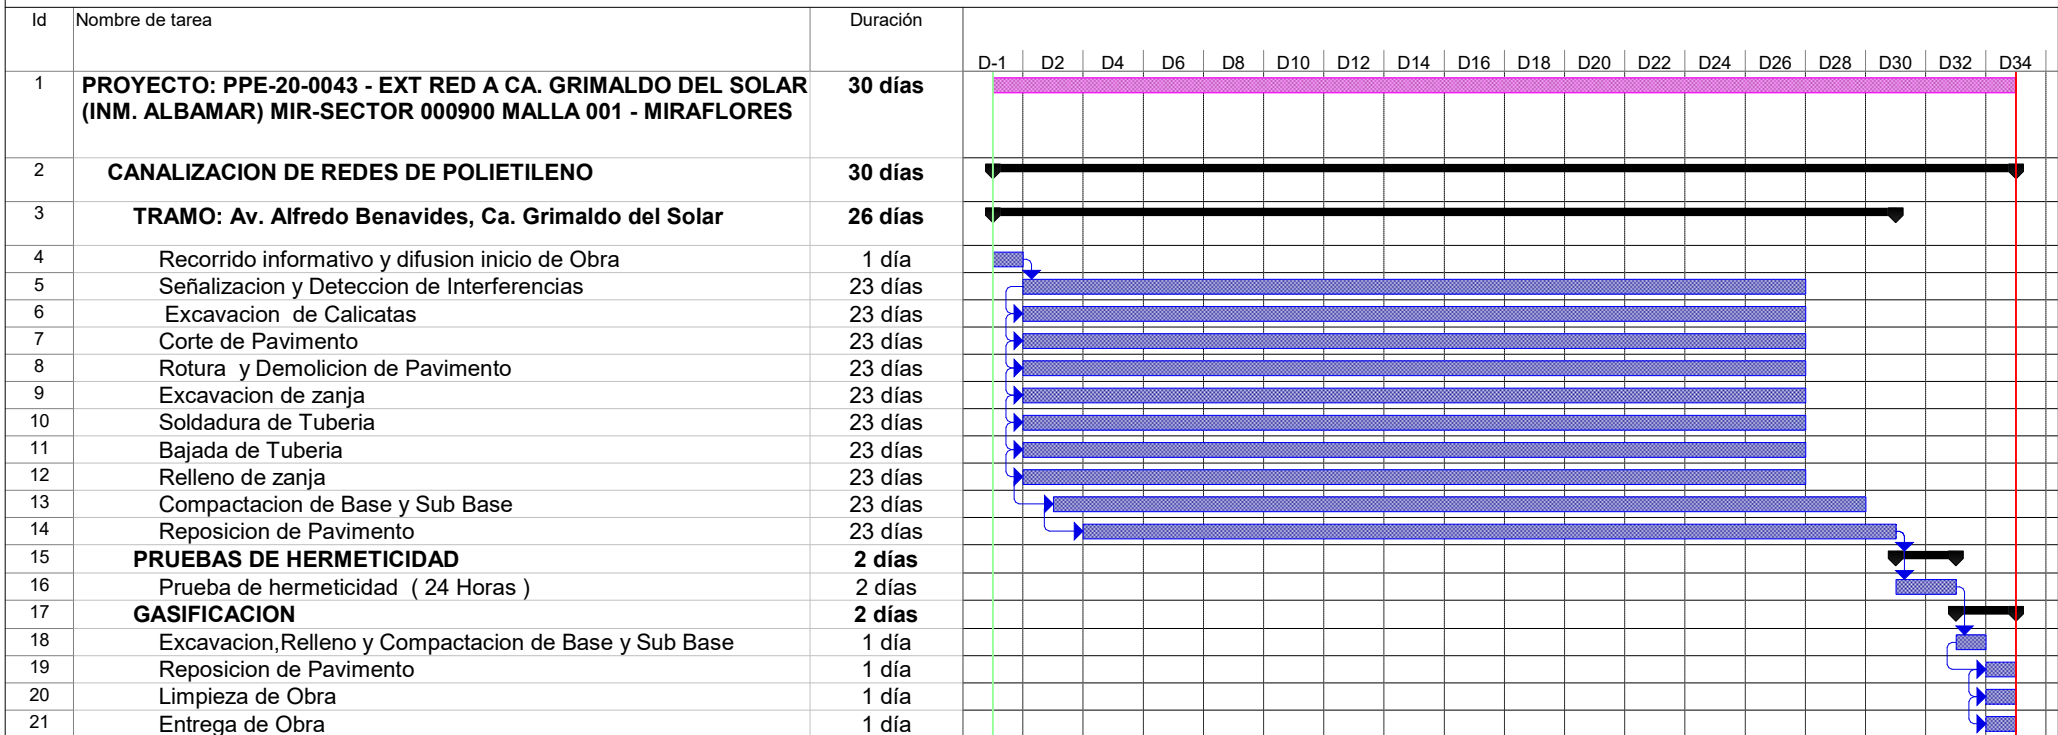 Id Nombre de tarea Duración
D-1 D2 D4 D6 D8 D10 D12 D14 D16 D18 D20 D22 D24 D26 D28 D30 D32 D34
1 PROYECTO: PPE-20-0043 - EXT RED A CA. GRIMALDO DEL SOLAR 30 días
(INM. ALBAMAR) MIR-SECTOR 000900 MALLA 001 - MIRAFLORES
2 CANALIZACION DE REDES DE POLIETILENO 30 días
3 TRAMO: Av. Alfredo Benavides, Ca. Grimaldo del Solar 26 días
4 Recorrido informativo y difusion inicio de Obra 1 día
5 Señalizacion y Deteccion de Interferencias 23 días
6 Excavacion de Calicatas 23 días
7 Corte de Pavimento 23 días
8 Rotura y Demolicion de Pavimento 23 días
9 Excavacion de zanja 23 días
10 Soldadura de Tuberia 23 días
11 Bajada de Tuberia 23 días
12 Relleno de zanja 23 días
13 Compactacion de Base y Sub Base 23 días
14 Reposicion de Pavimento 23 días
15 PRUEBAS DE HERMETICIDAD 2 días
16 Prueba de hermeticidad ( 24 Horas ) 2 días
17 GASIFICACION 2 días
18 Excavacion,Relleno y Compactacion de Base y Sub Base 1 día
19 Reposicion de Pavimento 1 día
20 Limpieza de Obra 1 día
21 Entrega de Obra 1 día